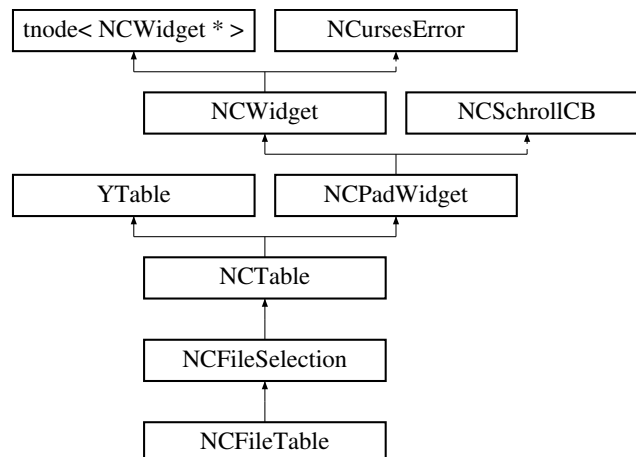 tnode< NCWidget * >
NCursesError
NCWidget
NCSchrollCB
YTable
NCPadWidget
NCTable
NCFileSelection
NCFileTable